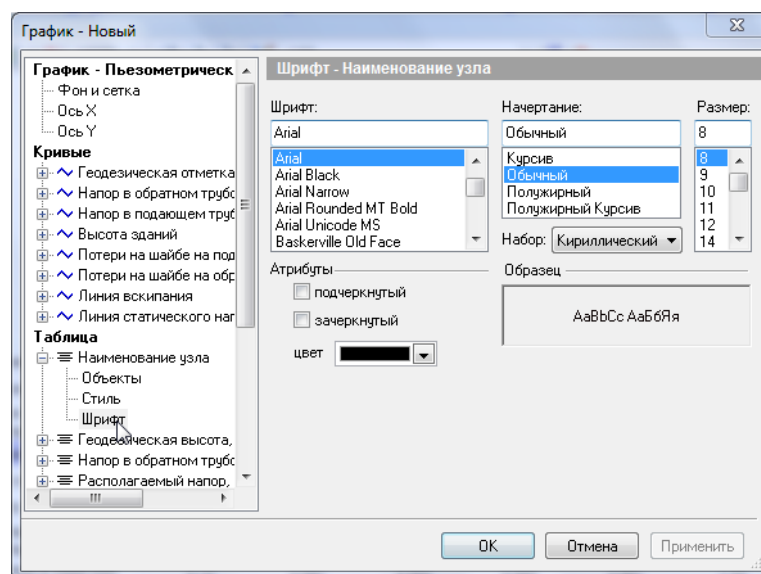 График - Новый
График - Пьезометрическ
Фон и сетка
Ось X
Ось Y
Кривые
Геодезическая отметка
Напор в обратном трубо
Напор в подающем труб
Высота зданий
Потери на шайбе на под
Потери на шайбе на обр
Линия вскипания
Линия статического нап
Таблица
Наименование узла
Объекты
Стиль
Шрифт
Геодезическая высота,
Напор в обратном трубо
Располагаемый напор,
Шрифт - Наименование узла
Шрифт:
Arial
Arial
Arial Black
Arial Narrow
Arial Rounded MT Bold
Arial Unicode MS
Baskerville Old Face
Начертание:
Обычный
Курсив
Обычный
Полужирный
Полужирный Курсив
Размер:
8
8
9
10
11
12
14
Набор: Кириллический
Атрибуты
подчеркнутый
зачеркнутый
цвет
Образец
AaBbCc АаБбЯя
OK
Отмена
Применить